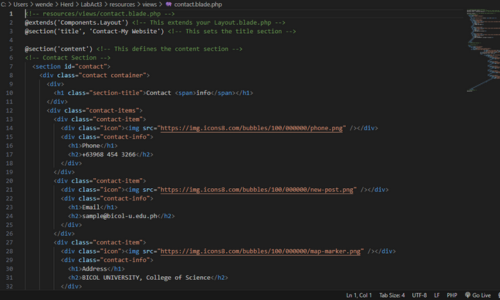 C: > Users > wende > Herd > LabAct3 > resources > views > contact.blade.php
1 <!-- resources/views/contact.blade.php -->
2 @extends('Components.Layout') <!-- This extends your Layout.blade.php -->
3 @section('title', 'Contact-My Website') <!-- This sets the title section -->
4
5 @section('content') <!-- This defines the content section -->
6 <!-- Contact Section -->
7 <section id="contact">
8 <div class="contact container">
9 <div>
10 <h1 class="section-title">Contact <span>info</span></h1>
11 </div>
12 <div class="contact-items">
13 <div class="contact-item">
14 <div class="icon"><img src="https://img.icons8.com/bubbles/100/000000/phone.png" /></div>
15 <div class="contact-info">
16 <h1>Phone</h1>
17 <h2>+63968 454 3266</h2>
18 </div>
19 </div>
20 <div class="contact-item">
21 <div class="icon"><img src="https://img.icons8.com/bubbles/100/000000/new-post.png" /></div>
22 <div class="contact-info">
23 <h1>Email</h1>
24 <h2>sample@bicol-u.edu.ph</h2>
25 </div>
26 </div>
27 <div class="contact-item">
28 <div class="icon"><img src="https://img.icons8.com/bubbles/100/000000/map-marker.png" /></div>
29 <div class="contact-info">
30 <h1>Address</h1>
31 <h2>BICOL UNIVERSITY, College of Science</h2>
32 </div>
Ln 1, Col 1 Tab Size: 4 UTF-8 LF PHP Go Live